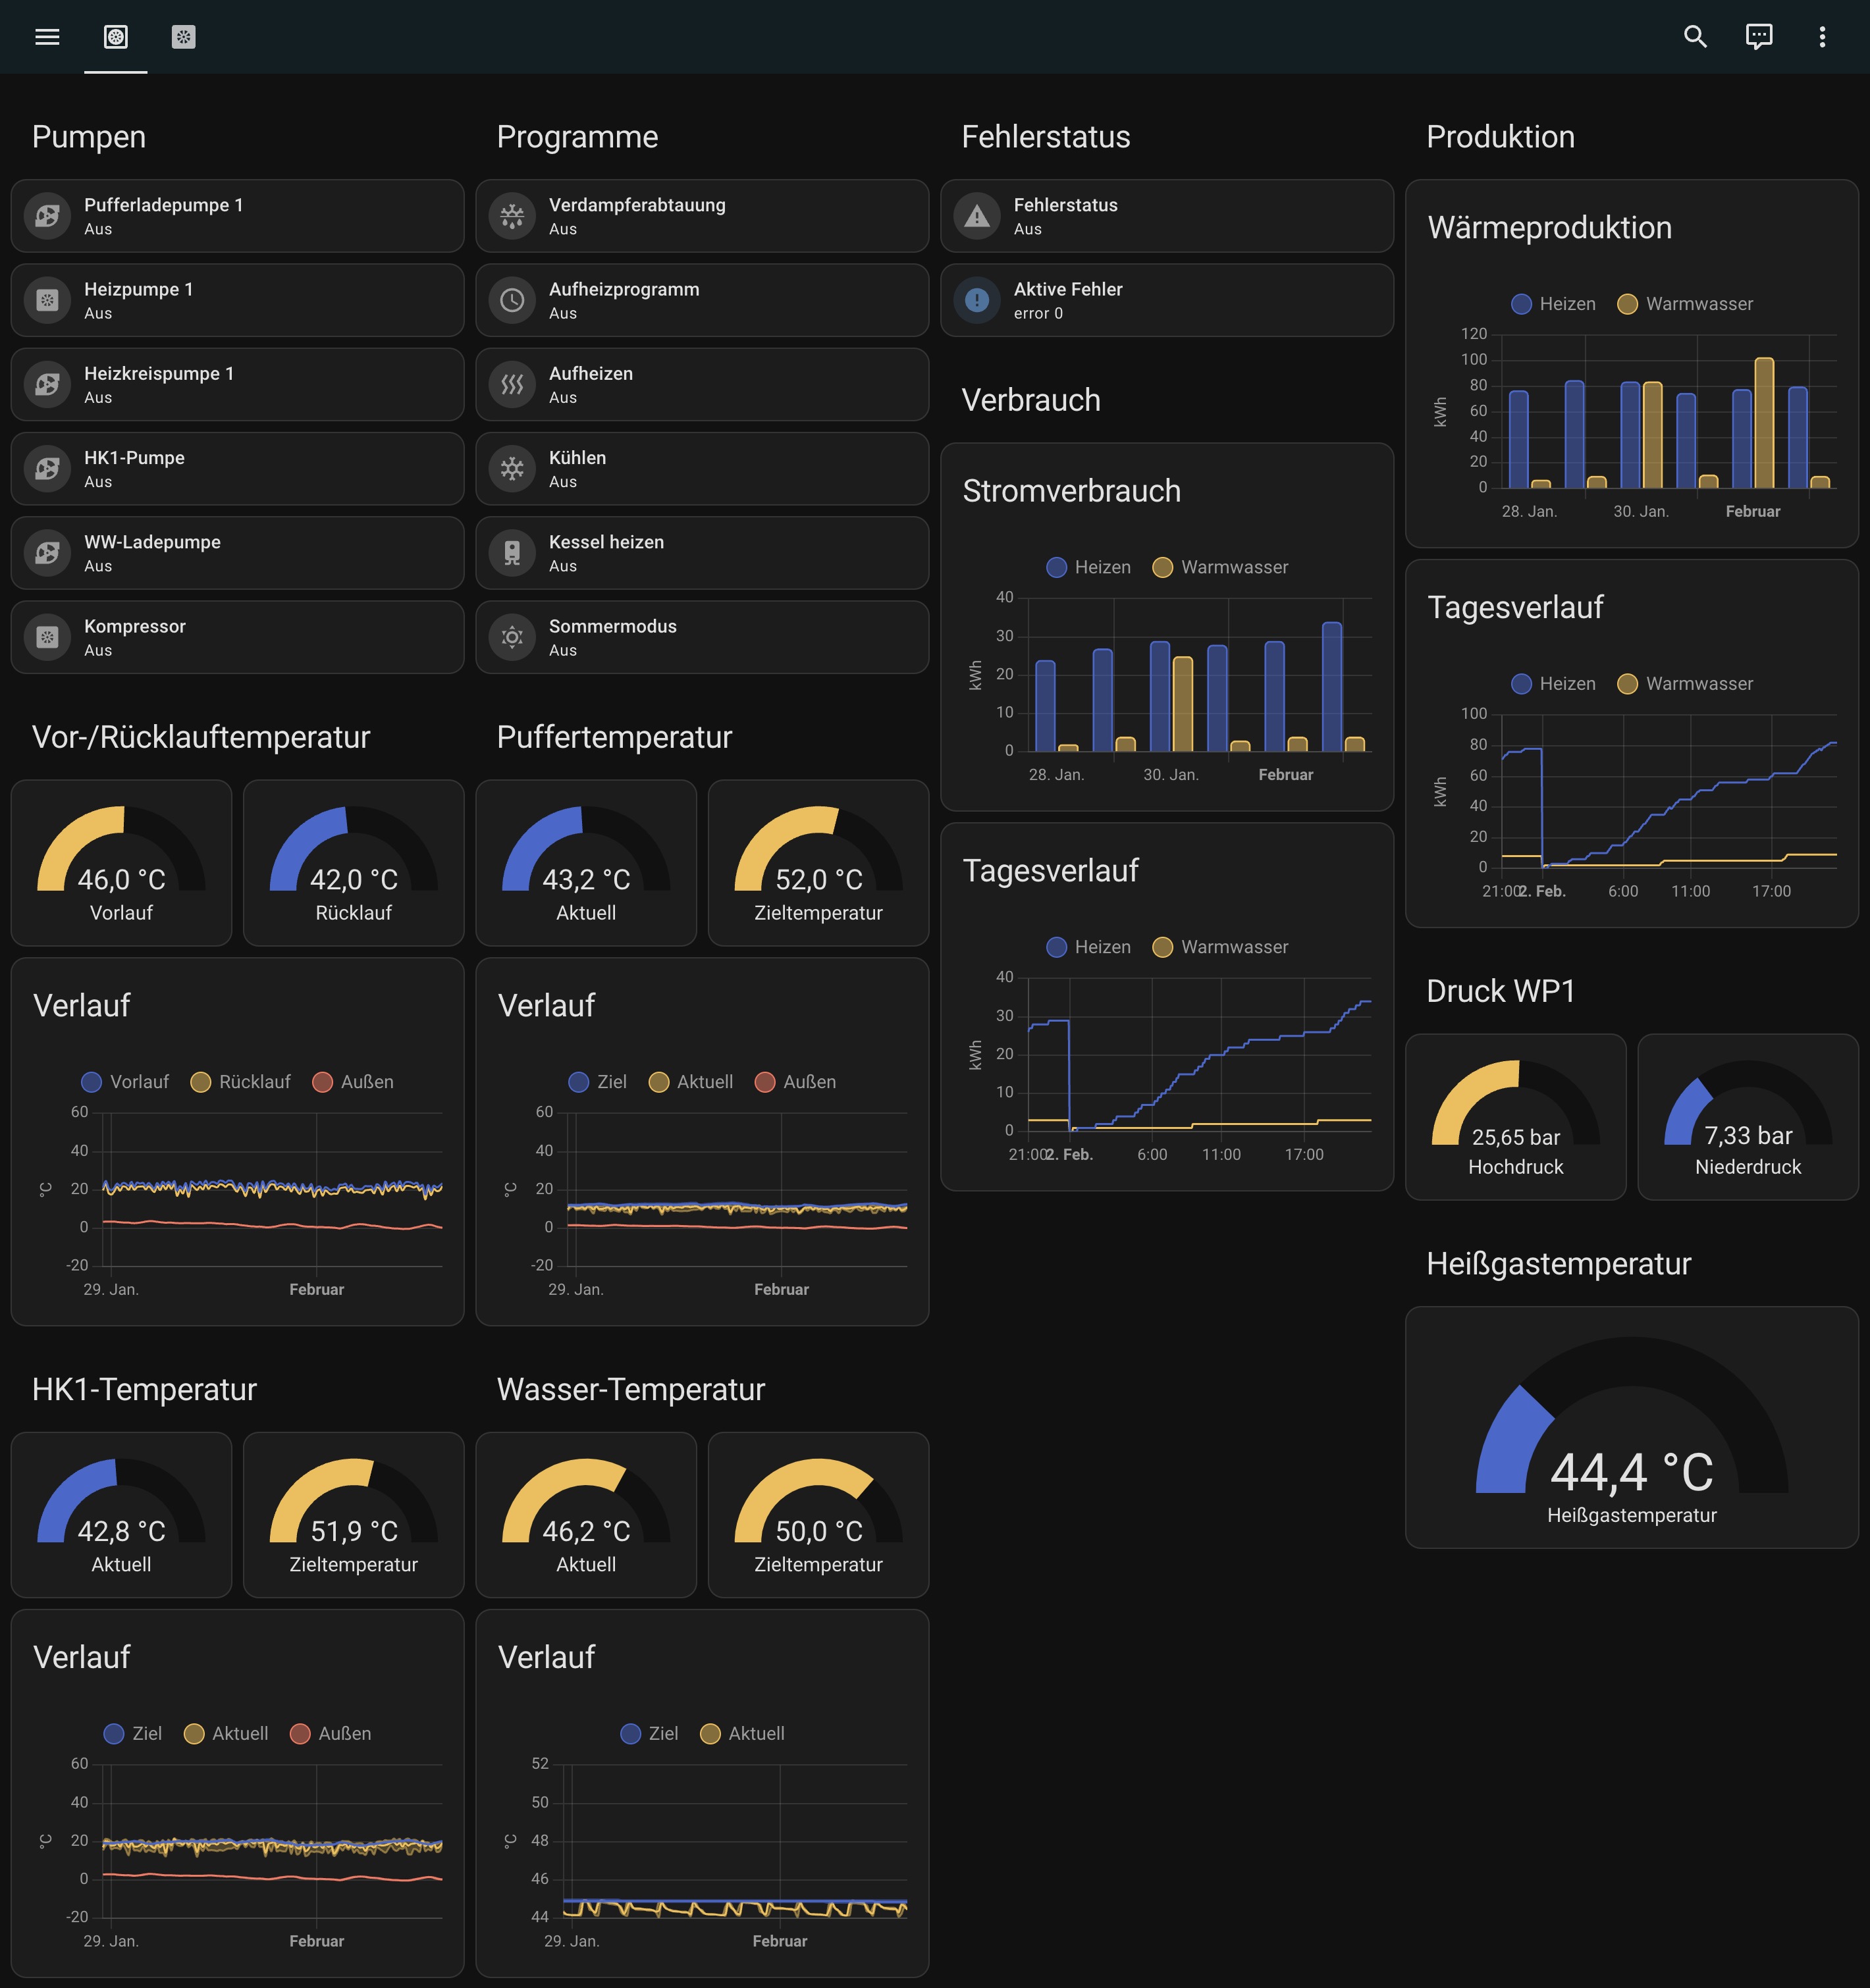 Pumpen
Pufferladepumpe 1
Aus
Heizpumpe 1
Aus
Heizkreispumpe 1
Aus
HK1-Pumpe
Aus
WW-Ladepumpe
Aus
Kompressor
Aus
Vor-/Rücklauftemperatur
46,0 °C
Vorlauf
42,0 °C
Rücklauf
Verlauf
Vorlauf Rücklauf Außen
60
40
20
0
-20
°C
29. Jan. Februar
HK1-Temperatur
42,8 °C
Aktuell
51,9 °C
Zieltemperatur
Verlauf
Ziel Aktuell Außen
60
40
20
0
-20
°C
29. Jan. Februar
Programme
Verdampferabtauung
Aus
Aufheizprogramm
Aus
Aufheizen
Aus
Kühlen
Aus
Kessel heizen
Aus
Sommermodus
Aus
Puffertemperatur
43,2 °C
Aktuell
52,0 °C
Zieltemperatur
Verlauf
Ziel Aktuell Außen
60
40
20
0
-20
°C
29. Jan. Februar
Wasser-Temperatur
46,2 °C
Aktuell
50,0 °C
Zieltemperatur
Verlauf
Ziel Aktuell
52
50
48
46
44
°C
29. Jan. Februar
Fehlerstatus
Fehlerstatus
Aus
Aktive Fehler
error 0
Verbrauch
Stromverbrauch
Heizen Warmwasser
40
30
20
10
0
kWh
28. Jan. 30. Jan. Februar
Tagesverlauf
Heizen Warmwasser
40
30
20
10
0
kWh
21:00 2. Feb. 6:00 11:00 17:00
Produktion
Wärmeproduktion
Heizen Warmwasser
120
100
80
60
40
20
0
kWh
28. Jan. 30. Jan. Februar
Tagesverlauf
Heizen Warmwasser
100
80
60
40
20
0
kWh
21:00 2. Feb. 6:00 11:00 17:00
Druck WP1
25,65 bar
Hochdruck
7,33 bar
Niederdruck
Heißgastemperatur
44,4 °C
Heißgastemperatur